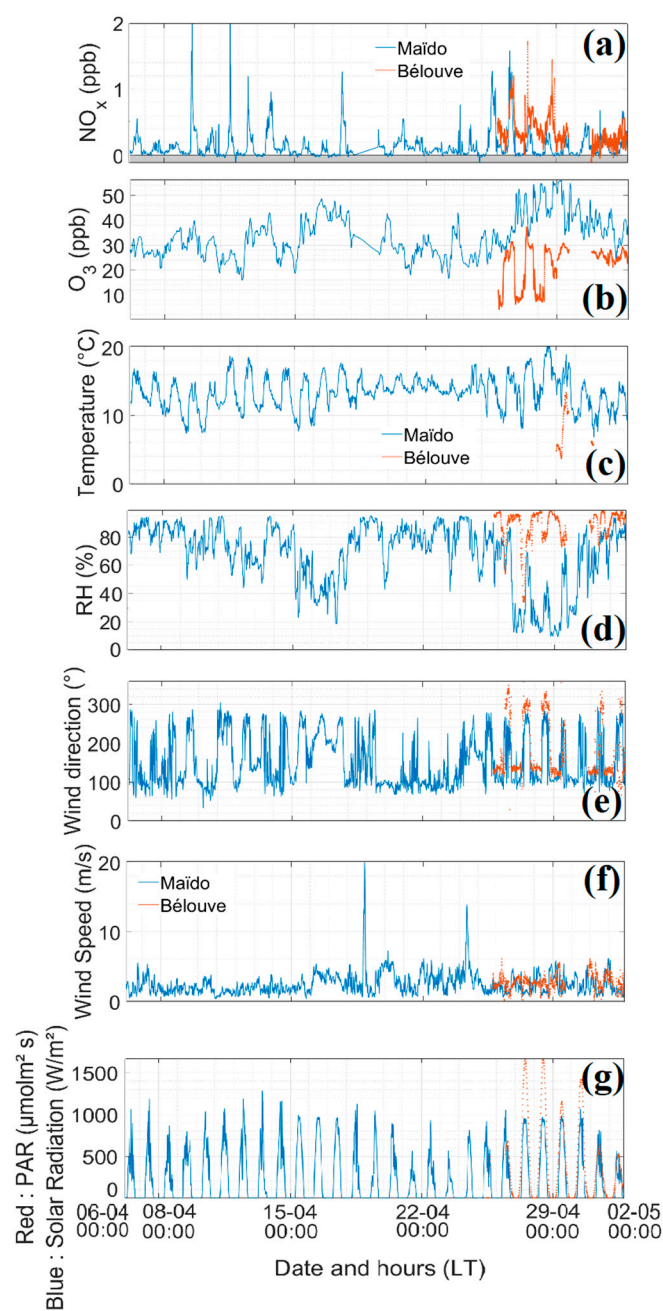 2
1
0
NOx (ppb)
Maïdo
Bélouve
(a)
50
40
30
20
10
O3 (ppb)
(b)
20
10
0
Temperature (°C)
Maïdo
Bélouve
(c)
80
60
40
20
0
RH (%)
(d)
300
200
100
0
Wind direction (°)
(e)
20
10
0
Wind Speed (m/s)
Maïdo
Bélouve
(f)
1500
1000
500
0
Red : PAR (µmolm² s)
Blue : Solar Radiation (W/m²)
(g)
06-04 08-04 15-04 22-04 29-04 02-05
00:00 00:00 00:00 00:00 00:00 00:00
Date and hours (LT)